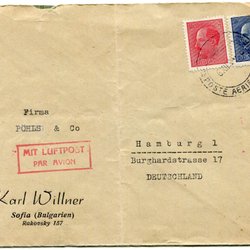 POSTE AERIE
Firma
PÖHLS & Co
MIT LUFTPOST
PAR AVION
Hamburg 1
Burghardstrasse 17
DEUTSCHLAND
Karl Willner
Sofia (Bulgarien)
Rakovsky 157